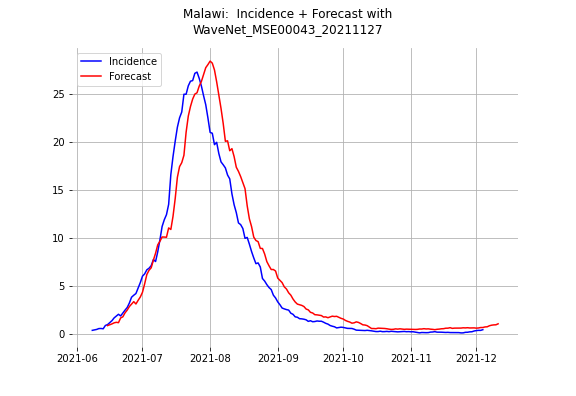 Malawi:  Incidence + Forecast with
WaveNet_MSE00043_20211127
Incidence
Forecast
25
20
15
10
5
0
2021-06 2021-07 2021-08 2021-09 2021-10 2021-11 2021-12